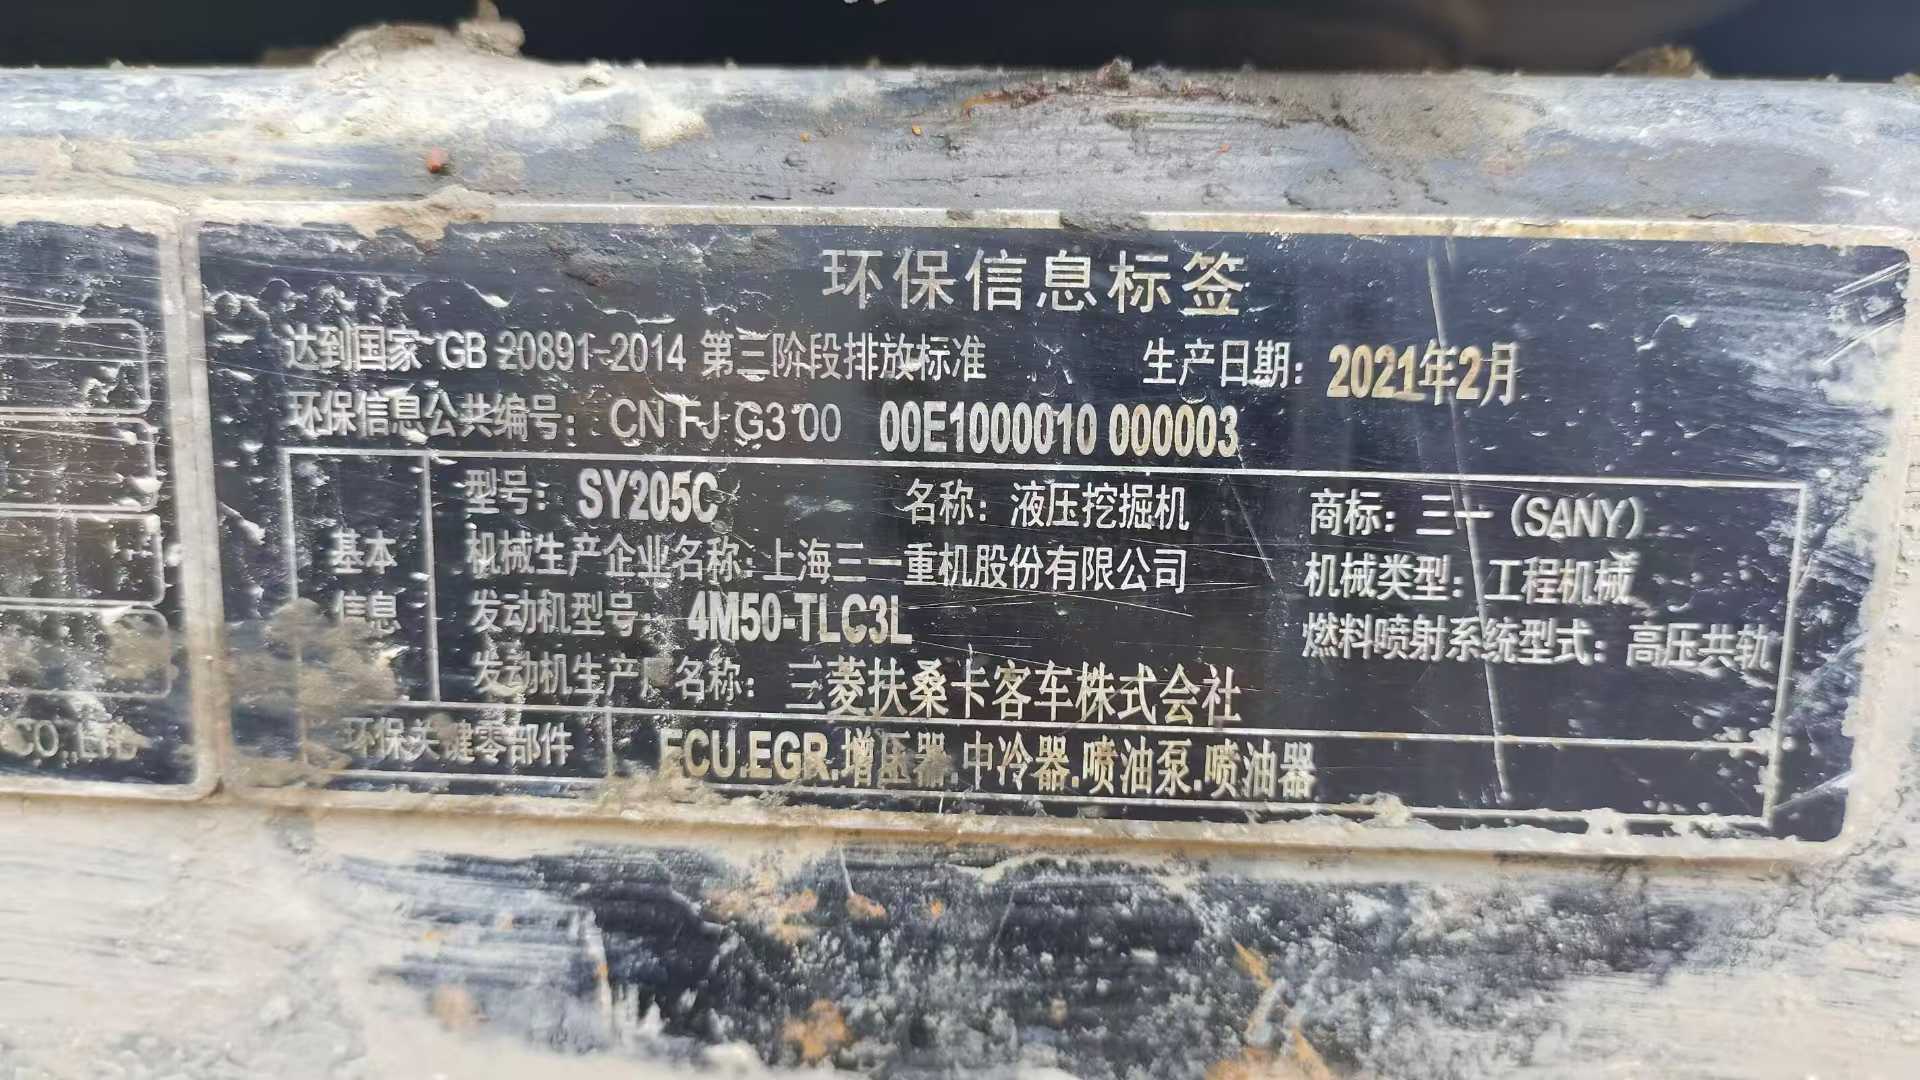 环保信息标签
达到国家 GB 20891-2014 第三阶段排放标准 生产日期: 2021年2月
环保信息公共编号: CN FJ G3 00 00E1000010 000003
基本信息
型号: SY205C 名称: 液压挖掘机 商标: 三一 (SANY)
机械生产企业名称: 上海三一重机股份有限公司 机械类型: 工程机械
发动机型号: 4M50-TLC3L 燃料喷射系统型式: 高压共轨
发动机生产厂名称: 三菱扶桑卡客车株式会社
环保关键零部件 ECU.EGR.增压器.中冷器.喷油泵.喷油器
CO.,LTD